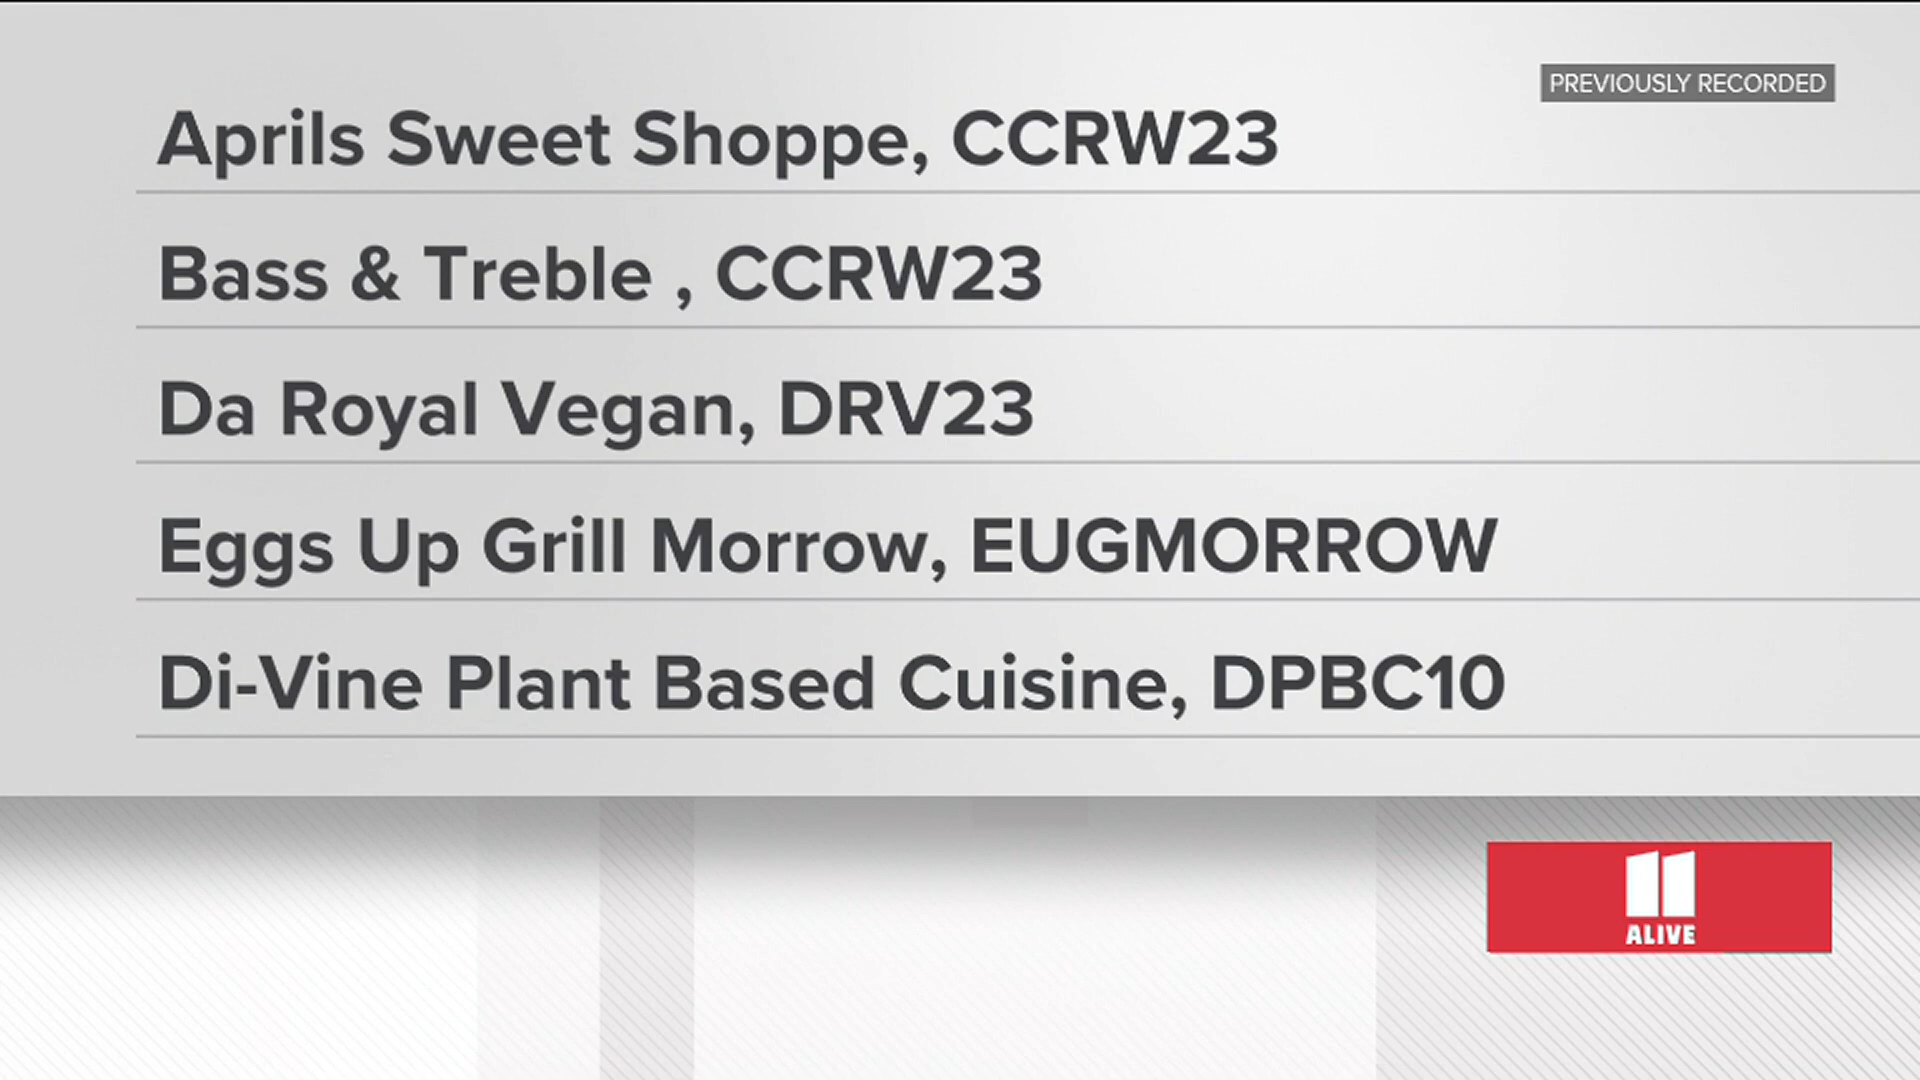 PREVIOUSLY RECORDED
Aprils Sweet Shoppe, CCRW23
Bass & Treble , CCRW23
Da Royal Vegan, DRV23
Eggs Up Grill Morrow, EUGMORROW
Di-Vine Plant Based Cuisine, DPBC10
11
ALIVE